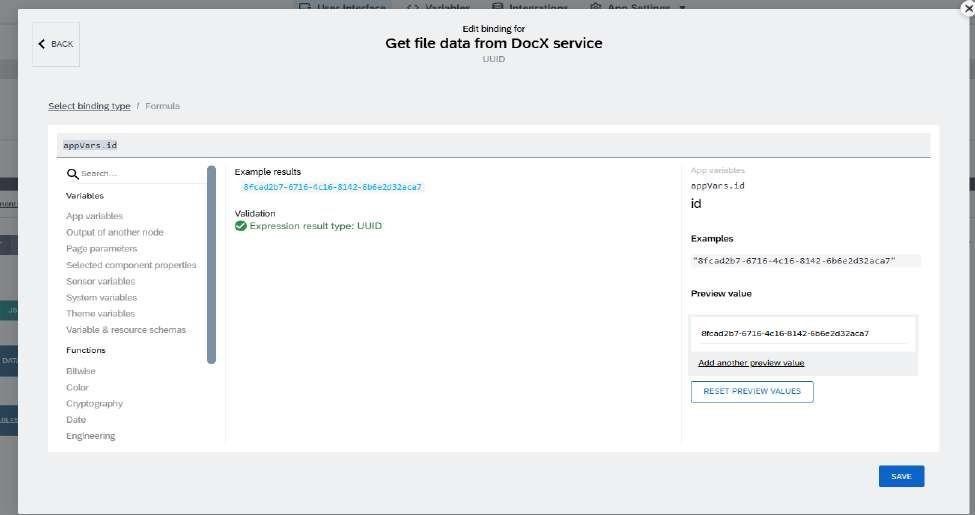 User Interface Variables Integrations App Settings
BACK
Edit binding for
Get file data from DocX service
UUID
Select binding type / Formula
appVars.id
Search...
Variables
App variables
Output of another node
Page parameters
Selected component properties
Sensor variables
System variables
Theme variables
Variable & resource schemas
Functions
Bitwise
Color
Cryptography
Date
Engineering
Example results
8fcad2b7-6716-4c16-8142-6b6e2d32aca7
Validation
Expression result type: UUID
App variables
appVars.id
id
Examples
"8fcad2b7-6716-4c16-8142-6b6e2d32aca7"
Preview value
8fcad2b7-6716-4c16-8142-6b6e2d32aca7
Add another preview value
RESET PREVIEW VALUES
SAVE